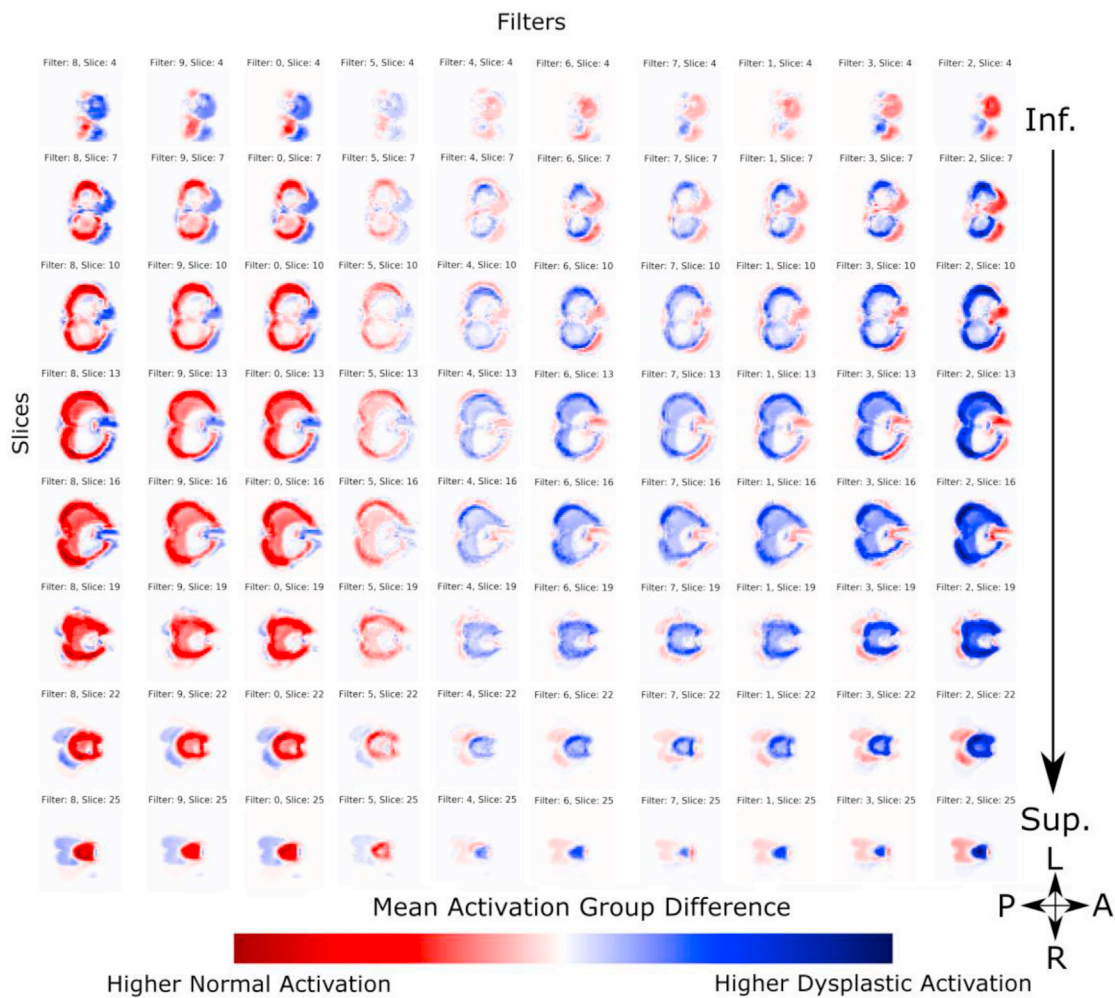 Filters
Filter: 8, Slice: 4 Filter: 9, Slice: 4 Filter: 0, Slice: 4 Filter: 5, Slice: 4 Filter: 4, Slice: 4 Filter: 6, Slice: 4 Filter: 7, Slice: 4 Filter: 1, Slice: 4 Filter: 3, Slice: 4 Filter: 2, Slice: 4
Inf.
Filter: 8, Slice: 7 Filter: 9, Slice: 7 Filter: 0, Slice: 7 Filter: 5, Slice: 7 Filter: 4, Slice: 7 Filter: 6, Slice: 7 Filter: 7, Slice: 7 Filter: 1, Slice: 7 Filter: 3, Slice: 7 Filter: 2, Slice: 7
Filter: 8, Slice: 10 Filter: 9, Slice: 10 Filter: 0, Slice: 10 Filter: 5, Slice: 10 Filter: 4, Slice: 10 Filter: 6, Slice: 10 Filter: 7, Slice: 10 Filter: 1, Slice: 10 Filter: 3, Slice: 10 Filter: 2, Slice: 10
Filter: 8, Slice: 13 Filter: 9, Slice: 13 Filter: 0, Slice: 13 Filter: 5, Slice: 13 Filter: 4, Slice: 13 Filter: 6, Slice: 13 Filter: 7, Slice: 13 Filter: 1, Slice: 13 Filter: 3, Slice: 13 Filter: 2, Slice: 13
Slices
Filter: 8, Slice: 16 Filter: 9, Slice: 16 Filter: 0, Slice: 16 Filter: 5, Slice: 16 Filter: 4, Slice: 16 Filter: 6, Slice: 16 Filter: 7, Slice: 16 Filter: 1, Slice: 16 Filter: 3, Slice: 16 Filter: 2, Slice: 16
Filter: 8, Slice: 19 Filter: 9, Slice: 19 Filter: 0, Slice: 19 Filter: 5, Slice: 19 Filter: 4, Slice: 19 Filter: 6, Slice: 19 Filter: 7, Slice: 19 Filter: 1, Slice: 19 Filter: 3, Slice: 19 Filter: 2, Slice: 19
Filter: 8, Slice: 22 Filter: 9, Slice: 22 Filter: 0, Slice: 22 Filter: 5, Slice: 22 Filter: 4, Slice: 22 Filter: 6, Slice: 22 Filter: 7, Slice: 22 Filter: 1, Slice: 22 Filter: 3, Slice: 22 Filter: 2, Slice: 22
Filter: 8, Slice: 25 Filter: 9, Slice: 25 Filter: 0, Slice: 25 Filter: 5, Slice: 25 Filter: 4, Slice: 25 Filter: 6, Slice: 25 Filter: 7, Slice: 25 Filter: 1, Slice: 25 Filter: 3, Slice: 25 Filter: 2, Slice: 25
Sup.
L
P A
R
Mean Activation Group Difference
Higher Normal Activation
Higher Dysplastic Activation